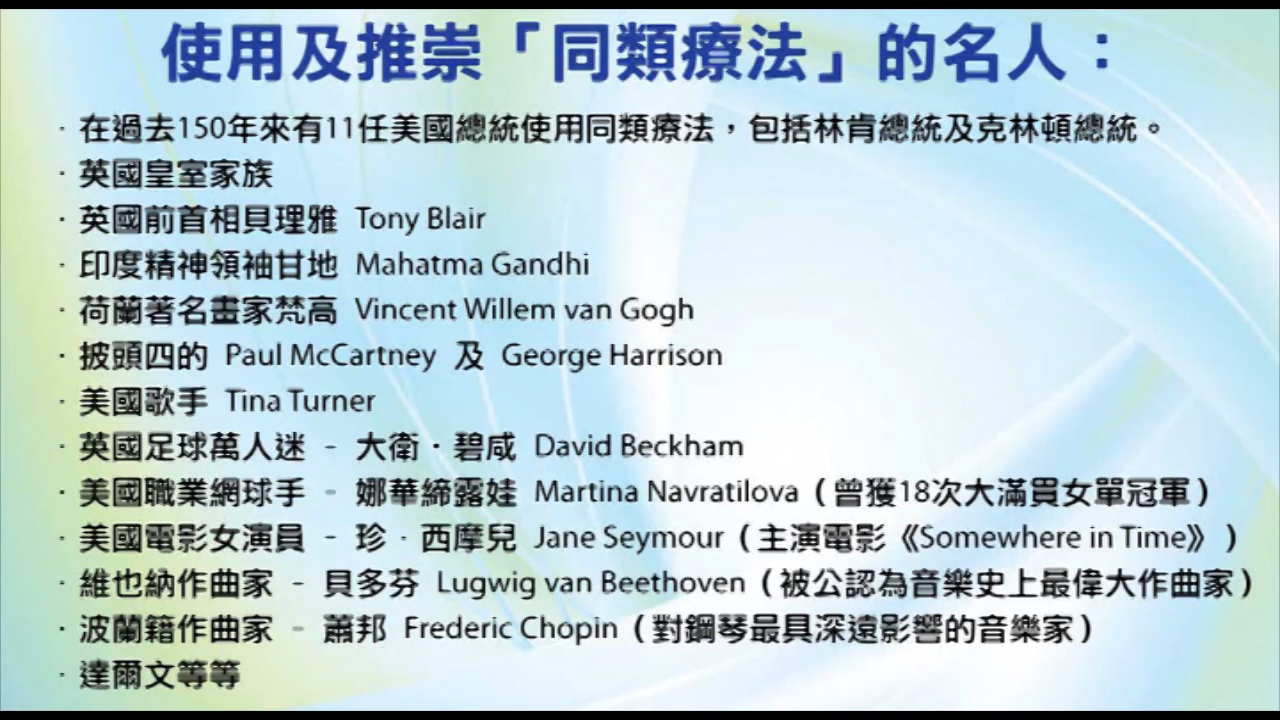 使用及推崇「同類療法」的名人：
· 在過去150年來有11任美國總統使用同類療法，包括林肯總統及克林頓總統。
· 英國皇室家族
· 英國前首相貝理雅 Tony Blair
· 印度精神領袖甘地 Mahatma Gandhi
· 荷蘭著名畫家梵高 Vincent Willem van Gogh
· 披頭四的 Paul McCartney 及 George Harrison
· 美國歌手 Tina Turner
· 英國足球萬人迷 - 大衛·碧咸 David Beckham
· 美國職業網球手 - 娜華締露娃 Martina Navratilova（曾獲18次大滿貫女單冠軍）
· 美國電影女演員 - 珍·西摩兒 Jane Seymour（主演電影《Somewhere in Time》）
· 維也納作曲家 - 貝多芬 Lugwig van Beethoven（被公認為音樂史上最偉大作曲家）
· 波蘭籍作曲家 - 蕭邦 Frederic Chopin（對鋼琴最具深遠影響的音樂家）
· 達爾文等等